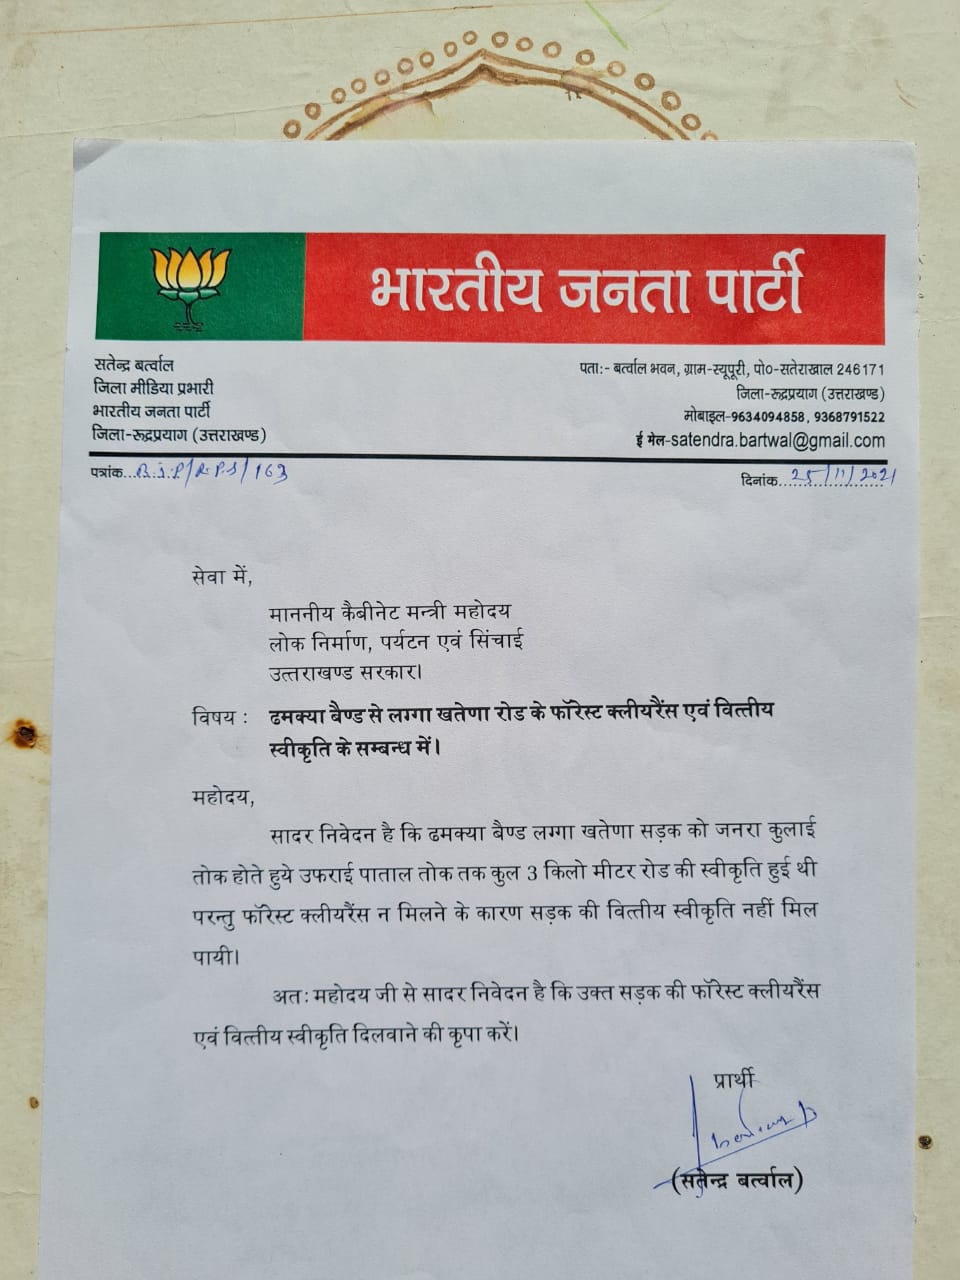 भारतीय जनता पार्टी
सतेन्द्र बर्त्वाल
जिला मीडिया प्रभारी
भारतीय जनता पार्टी
जिला-रूद्रप्रयाग (उत्तराखण्ड)
पता:- बर्त्वाल भवन, ग्राम-स्यूपूरी, पो०-सतेराखाल 246171
जिला-रूद्रप्रयाग (उत्तराखण्ड)
मोबाइल-9634094858, 9368791522
ई मेल-satendra.bartwal@gmail.com
पत्रांक...B.J.P/R.P.S/163
दिनांक...25/11/2021
सेवा में,
माननीय कैबीनेट मन्त्री महोदय
लोक निर्माण, पर्यटन एवं सिंचाई
उत्तराखण्ड सरकार।
विषय : ढमक्या बैण्ड से लग्गा खतेणा रोड के फॉरेस्ट क्लीयरैंस एवं वित्तीय
स्वीकृति के सम्बन्ध में।
महोदय,
सादर निवेदन है कि ढमक्या बैण्ड लग्गा खतेणा सड़क को जनरा कुलाई
तोक होते हुये उफराई पाताल तोक तक कुल 3 किलो मीटर रोड की स्वीकृति हुई थी
परन्तु फॉरेस्ट क्लीयरैंस न मिलने के कारण सड़क की वित्तीय स्वीकृति नहीं मिल
पायी।
अतः महोदय जी से सादर निवेदन है कि उक्त सड़क की फॉरेस्ट क्लीयरैंस
एवं वित्तीय स्वीकृति दिलवाने की कृपा करें।
प्रार्थी
(सतेन्द्र बर्त्वाल)